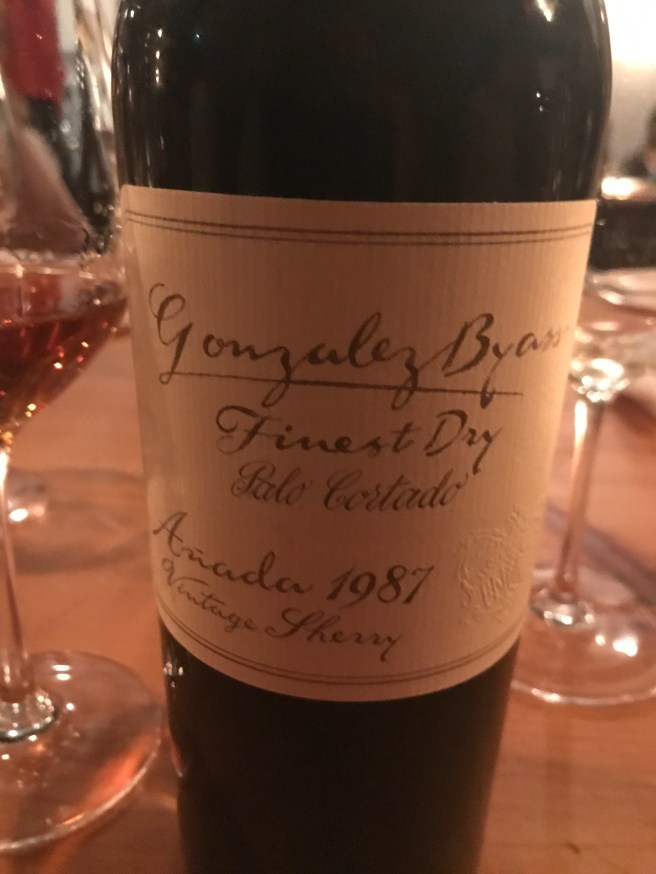 Gonzalez Byass
Finest Dry
Palo Cortado
Añada 1987
Vintage Sherry